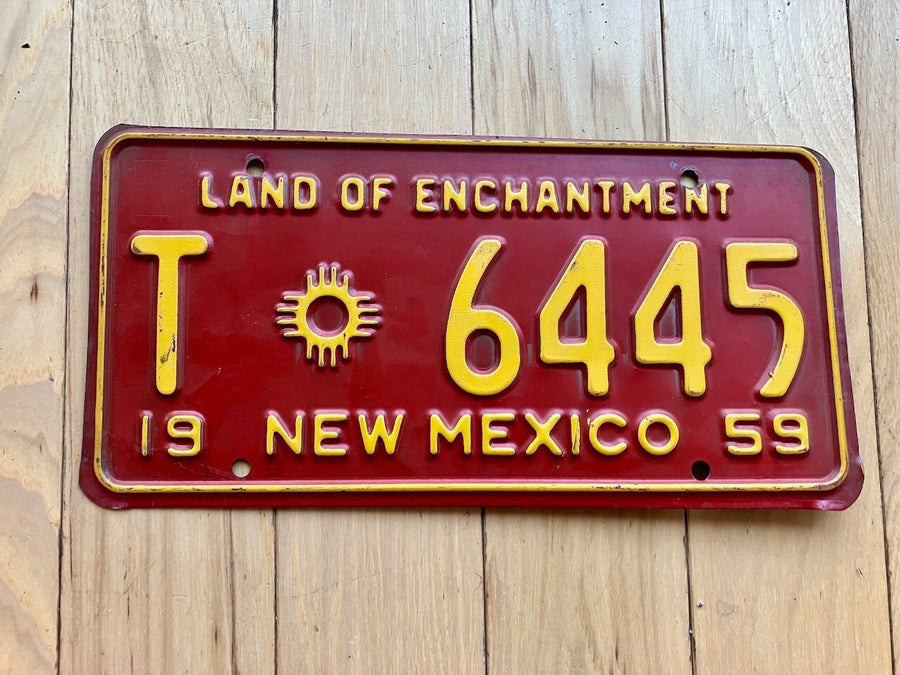 LAND OF ENCHANTMENT
T 6445
19 NEW MEXICO 59